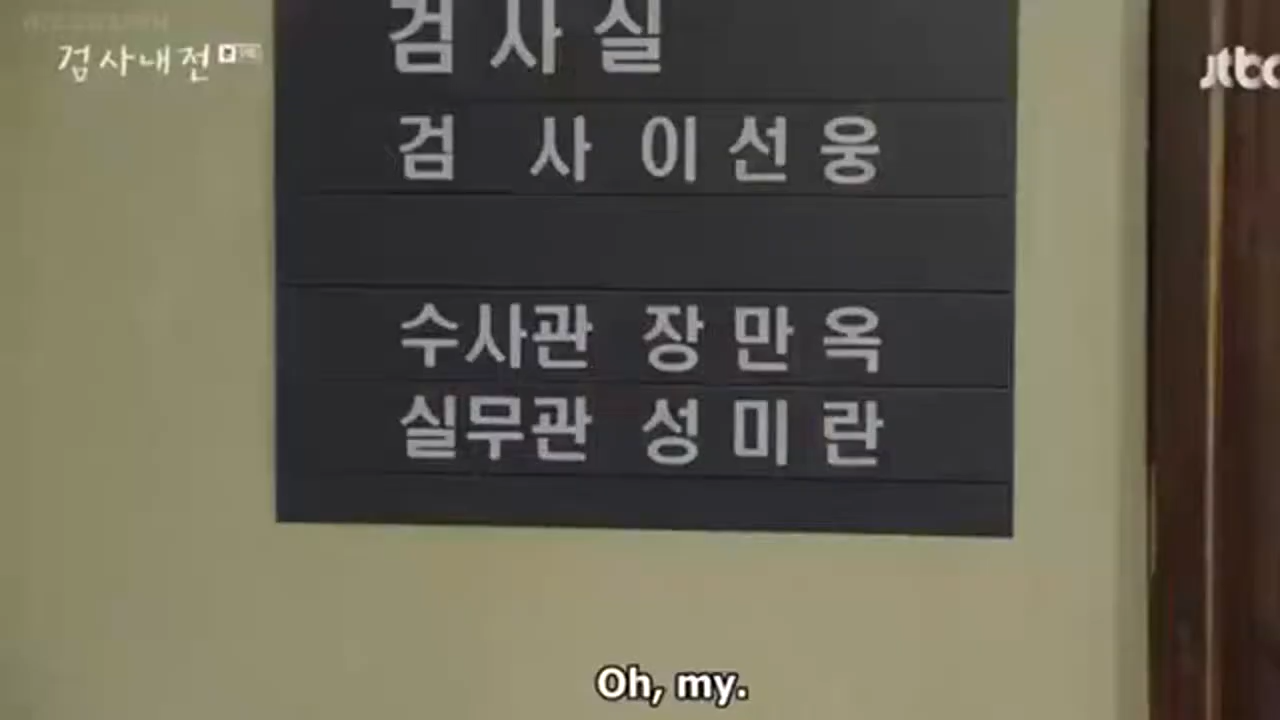 검사내전
jtbc
검사실
검 사 이선웅
수사관 장만옥
실무관 성미란
Oh, my.